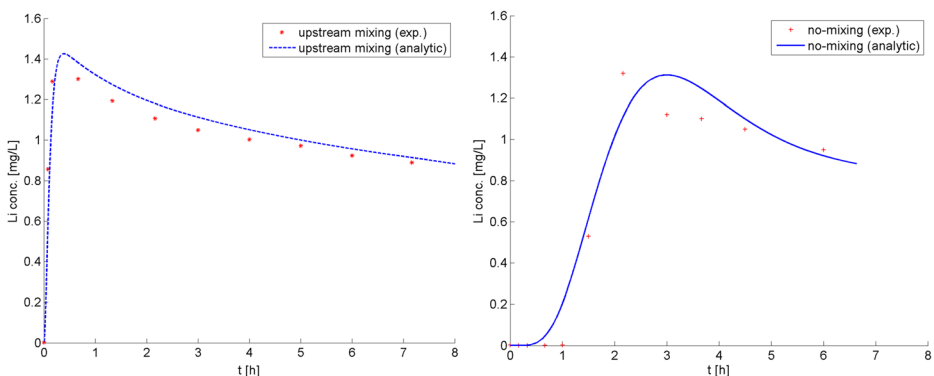 upstream mixing (exp.)
upstream mixing (analytic)
1.6
1.4
1.2
1
0.8
0.6
0.4
0.2
0
Li conc. [mg/L]
0 1 2 3 4 5 6 7 8
t [h]
no-mixing (exp.)
no-mixing (analytic)
1.6
1.4
1.2
1
0.8
0.6
0.4
0.2
0
Li conc. [mg/L]
0 1 2 3 4 5 6 7 8
t [h]